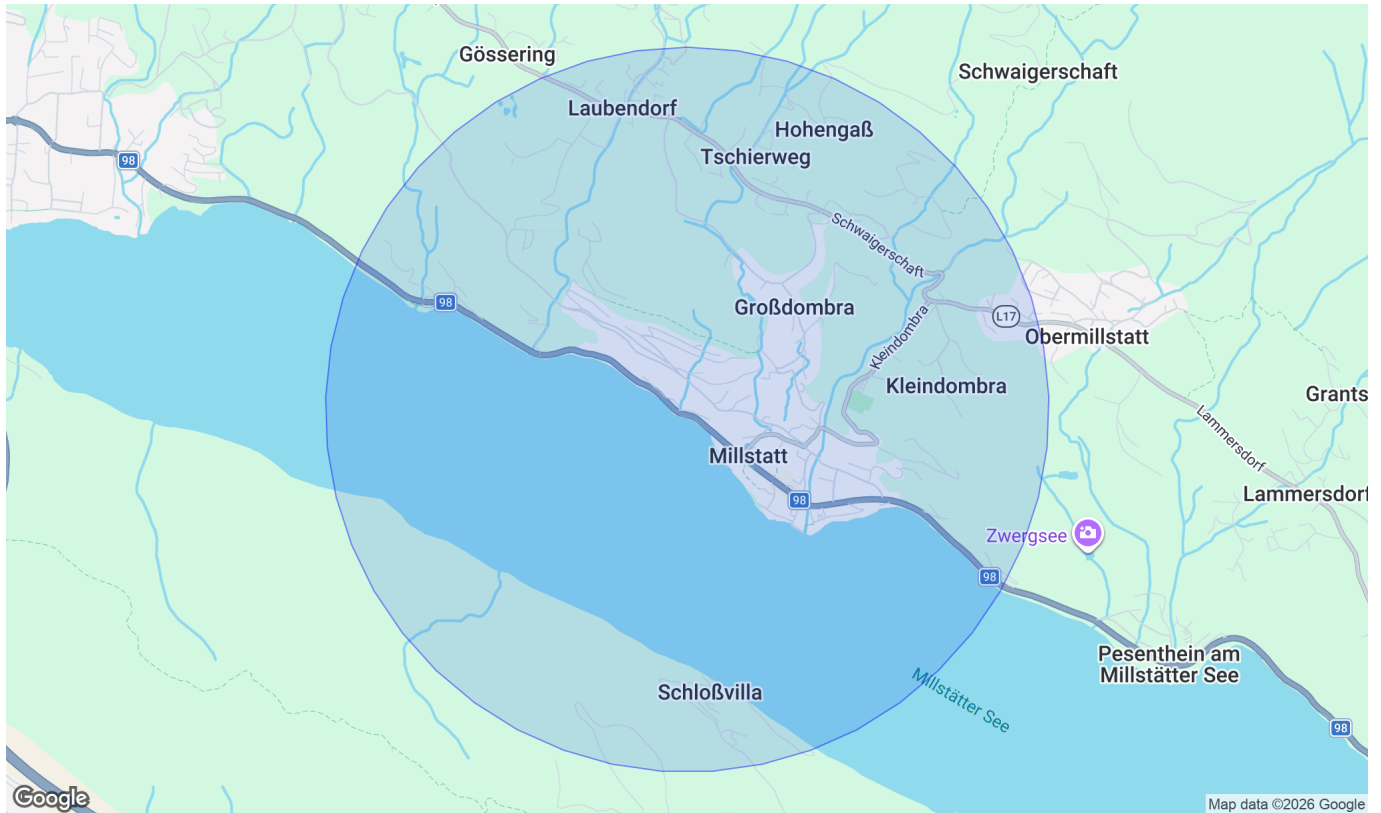 Gössering
Schwaigerschaft
Laubendorf
Hohengaß
Tschierweg
98
Schwaigerschaft
98
Großdombra
L17
Kleindombra
Obermillstatt
Kleindombra
Grants
Lammersdorf
Millstatt
98
Lammersdorf
Zwergsee
98
Pesenthein am
Millstätter See
Schloßvilla
Millstätter See
98
Google
Map data ©2026 Google